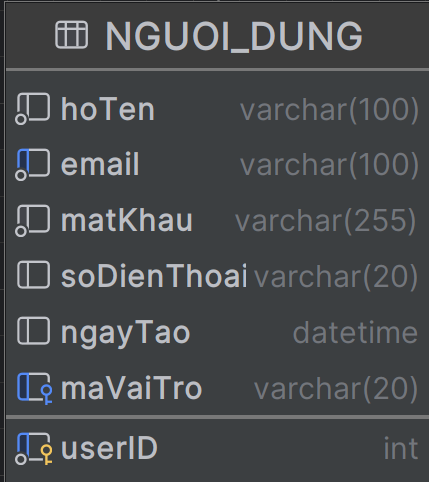 NGUOI_DUNG
hoTen varchar(100)
email varchar(100)
matKhau varchar(255)
soDienThoai varchar(20)
ngayTao datetime
maVaiTro varchar(20)
userID int